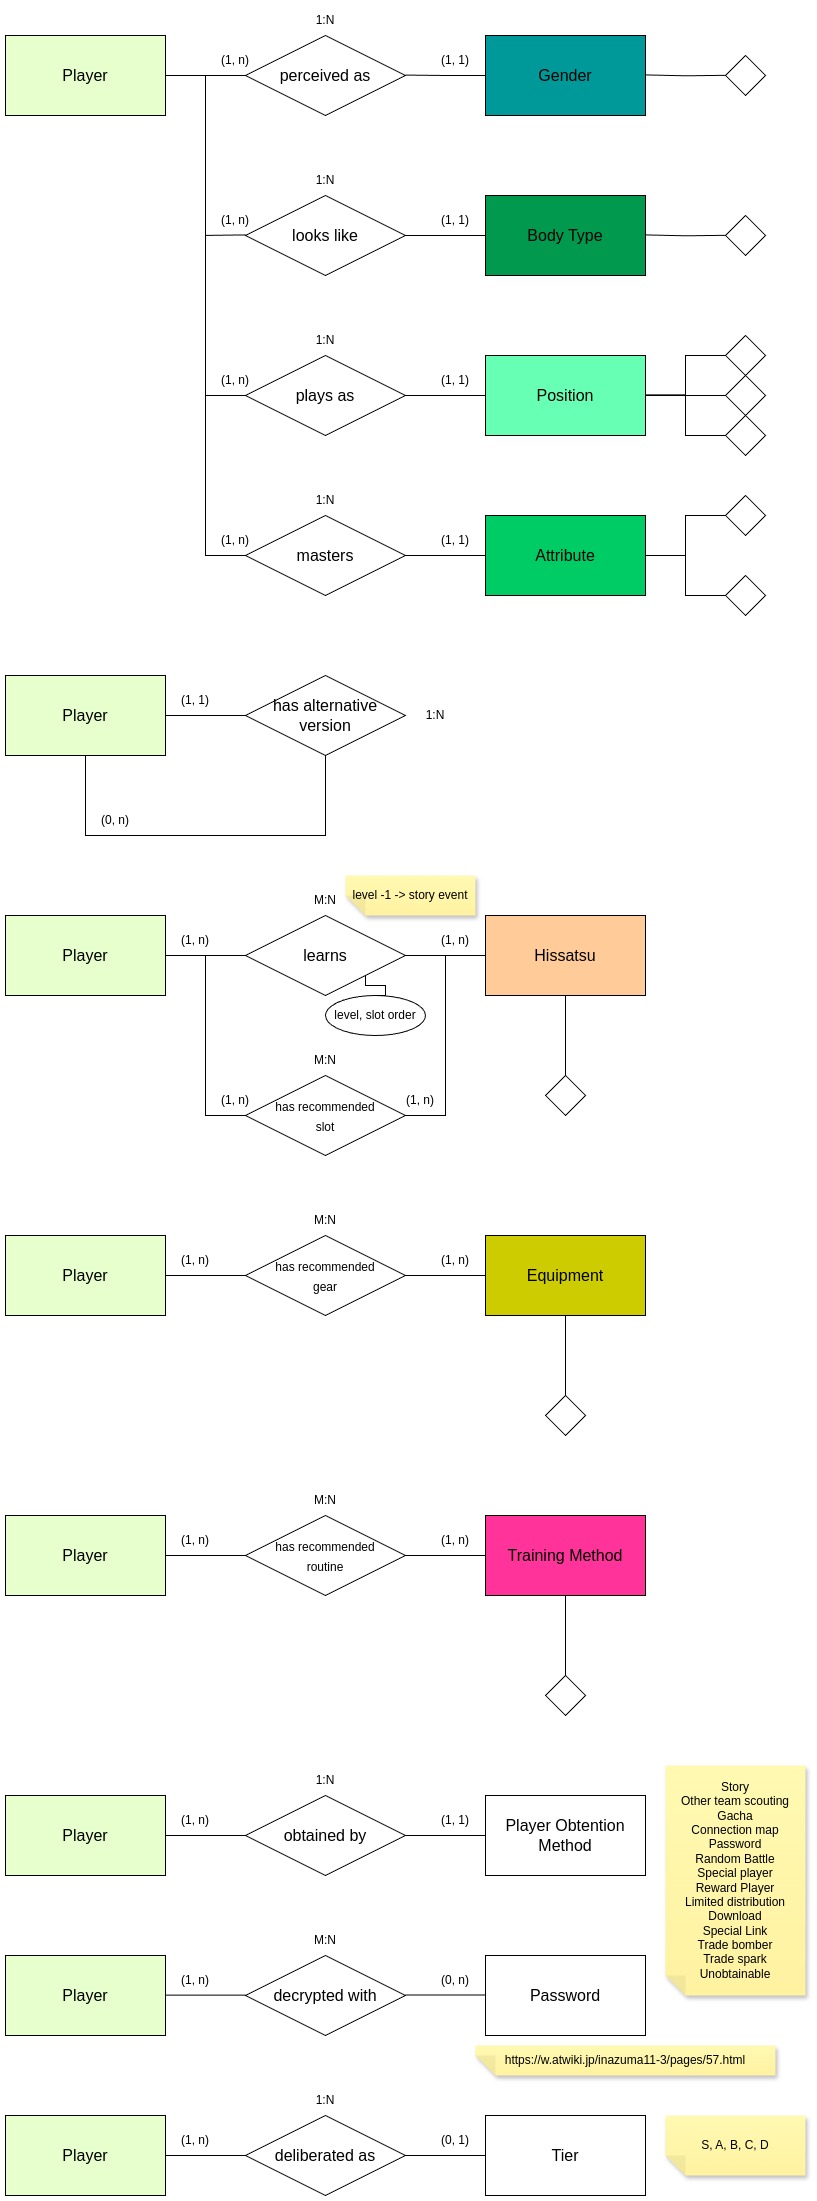 1:N
Player
(1, n)
perceived as
(1, 1)
Gender
1:N
(1, n)
looks like
(1, 1)
Body Type
1:N
(1, n)
plays as
(1, 1)
Position
1:N
(1, n)
masters
(1, 1)
Attribute
Player
(1, 1)
has alternative
version
1:N
(0, n)
level -1 -> story event
M:N
Player
(1, n)
learns
(1, n)
Hissatsu
level, slot order
M:N
(1, n)
has recommended
slot
(1, n)
M:N
Player
(1, n)
has recommended
gear
(1, n)
Equipment
M:N
Player
(1, n)
has recommended
routine
(1, n)
Training Method
1:N
Player
(1, n)
obtained by
(1, 1)
Player Obtention
Method
Story
Other team scouting
Gacha
Connection map
Password
Random Battle
Special player
Reward Player
Limited distribution
Download
Special Link
Trade bomber
Trade spark
Unobtainable
M:N
Player
(1, n)
decrypted with
(0, n)
Password
https://w.atwiki.jp/inazuma11-3/pages/57.html
1:N
Player
(1, n)
deliberated as
(0, 1)
Tier
S, A, B, C, D